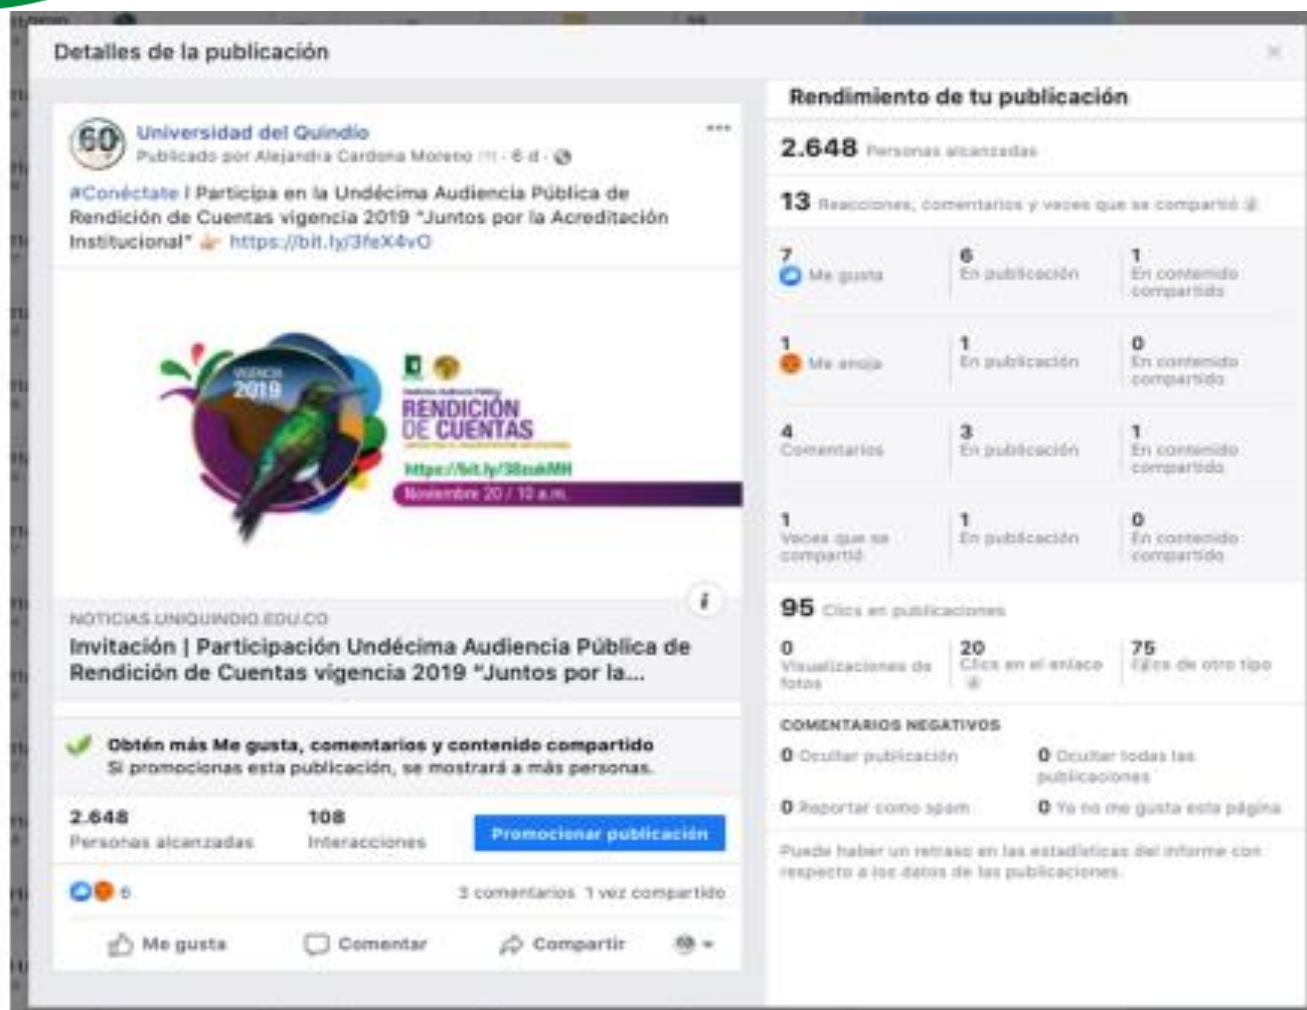 Detalles de la publicación
60
Universidad del Quindío
Publicado por Alejandra Cardona Moreno · 6 d ·
#Conéctate l Participa en la Undécima Audiencia Pública de
Rendición de Cuentas vigencia 2019 "Juntos por la Acreditación
Institucional" 👉 https://bit.ly/3feX4vO
VIGENCIA
2019
RENDICIÓN
DE CUENTAS
Noviembre 20 / 10 a.m.
NOTICIAS.UNIQUINDIO.EDU.CO
Invitación | Participación Undécima Audiencia Pública de
Rendición de Cuentas vigencia 2019 "Juntos por la...
Obtén más Me gusta, comentarios y contenido compartido
Si promocionas esta publicación, se mostrará a más personas.
2.648
Personas alcanzadas
108
Interacciones
Promocionar publicación
6
3 comentarios 1 vez compartido
Me gusta
Comentar
Compartir
Rendimiento de tu publicación
2.648 Personas alcanzadas
13 Reacciones, comentarios y veces que se compartió
7
Me gusta
6
En publicación
1
En contenido
compartido
1
Me enoja
1
En publicación
0
En contenido
compartido
4
Comentarios
3
En publicación
1
En contenido
compartido
1
Veces que se
compartió
1
En publicación
0
En contenido
compartido
95 Clics en publicaciones
0
Visualizaciones de
fotos
20
Clics en el enlace
75
Clics de otro tipo
COMENTARIOS NEGATIVOS
0 Ocultar publicación
0 Ocultar todas las
publicaciones
0 Reportar como spam
0 Ya no me gusta esta página
Puede haber un retraso en las estadísticas del informe con
respecto a los datos de las publicaciones.